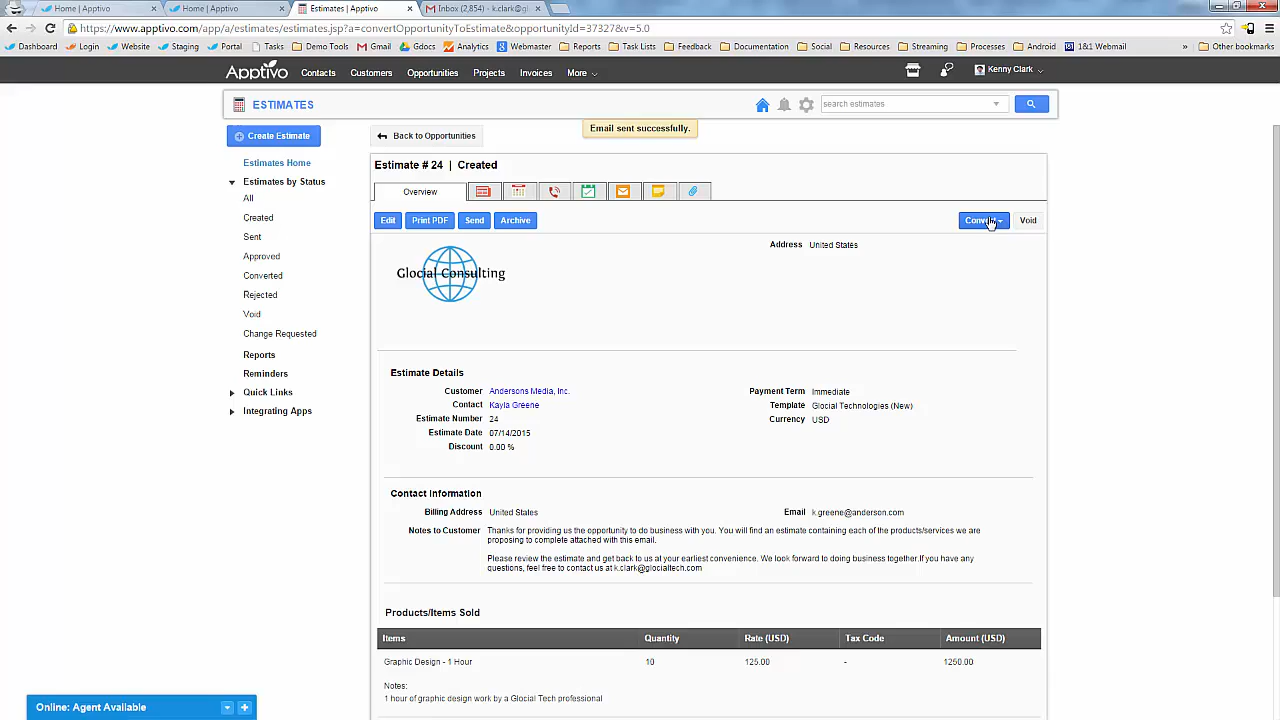 Home | Apptivo
Home | Apptivo
Estimates | Apptivo
Inbox (2,854) - k.clark@gl
https://www.apptivo.com/app/a/estimates/estimates.jsp?a=convertOpportunityToEstimate&opportunityId=37327&v=5.0
Dashboard Login Website Staging Portal Tasks Demo Tools Gmail Gdocs Analytics Webmaster Reports Task Lists Feedback Documentation Social Resources Streaming Processes Android 1&1 Webmail » Other bookmarks
Apptivo Contacts Customers Opportunities Projects Invoices More Kenny Clark
ESTIMATES search estimates
Email sent successfully.
Create Estimate Back to Opportunities
Estimates Home
Estimates by Status
All
Created
Sent
Approved
Converted
Rejected
Void
Change Requested
Reports
Reminders
Quick Links
Integrating Apps
Estimate # 24 | Created
Overview
Edit Print PDF Send Archive Void
Address United States
Glocial Consulting
Estimate Details
Customer Andersons Media, Inc.
Contact Kayla Greene
Estimate Number 24
Estimate Date 07/14/2015
Discount 0.00 %
Payment Term Immediate
Template Glocial Technologies (New)
Currency USD
Contact Information
Billing Address United States
Email k.greene@anderson.com
Notes to Customer Thanks for providing us the opportunity to do business with you. You will find an estimate containing each of the products/services we are
proposing to complete attached with this email.
Please review the estimate and get back to us at your earliest convenience. We look forward to doing business together.If you have any
questions, feel free to contact us at k.clark@glocialtech.com
Products/Items Sold
Items Quantity Rate (USD) Tax Code Amount (USD)
Graphic Design - 1 Hour 10 125.00 - 1250.00
Notes:
1 hour of graphic design work by a Glocial Tech professional
Online: Agent Available